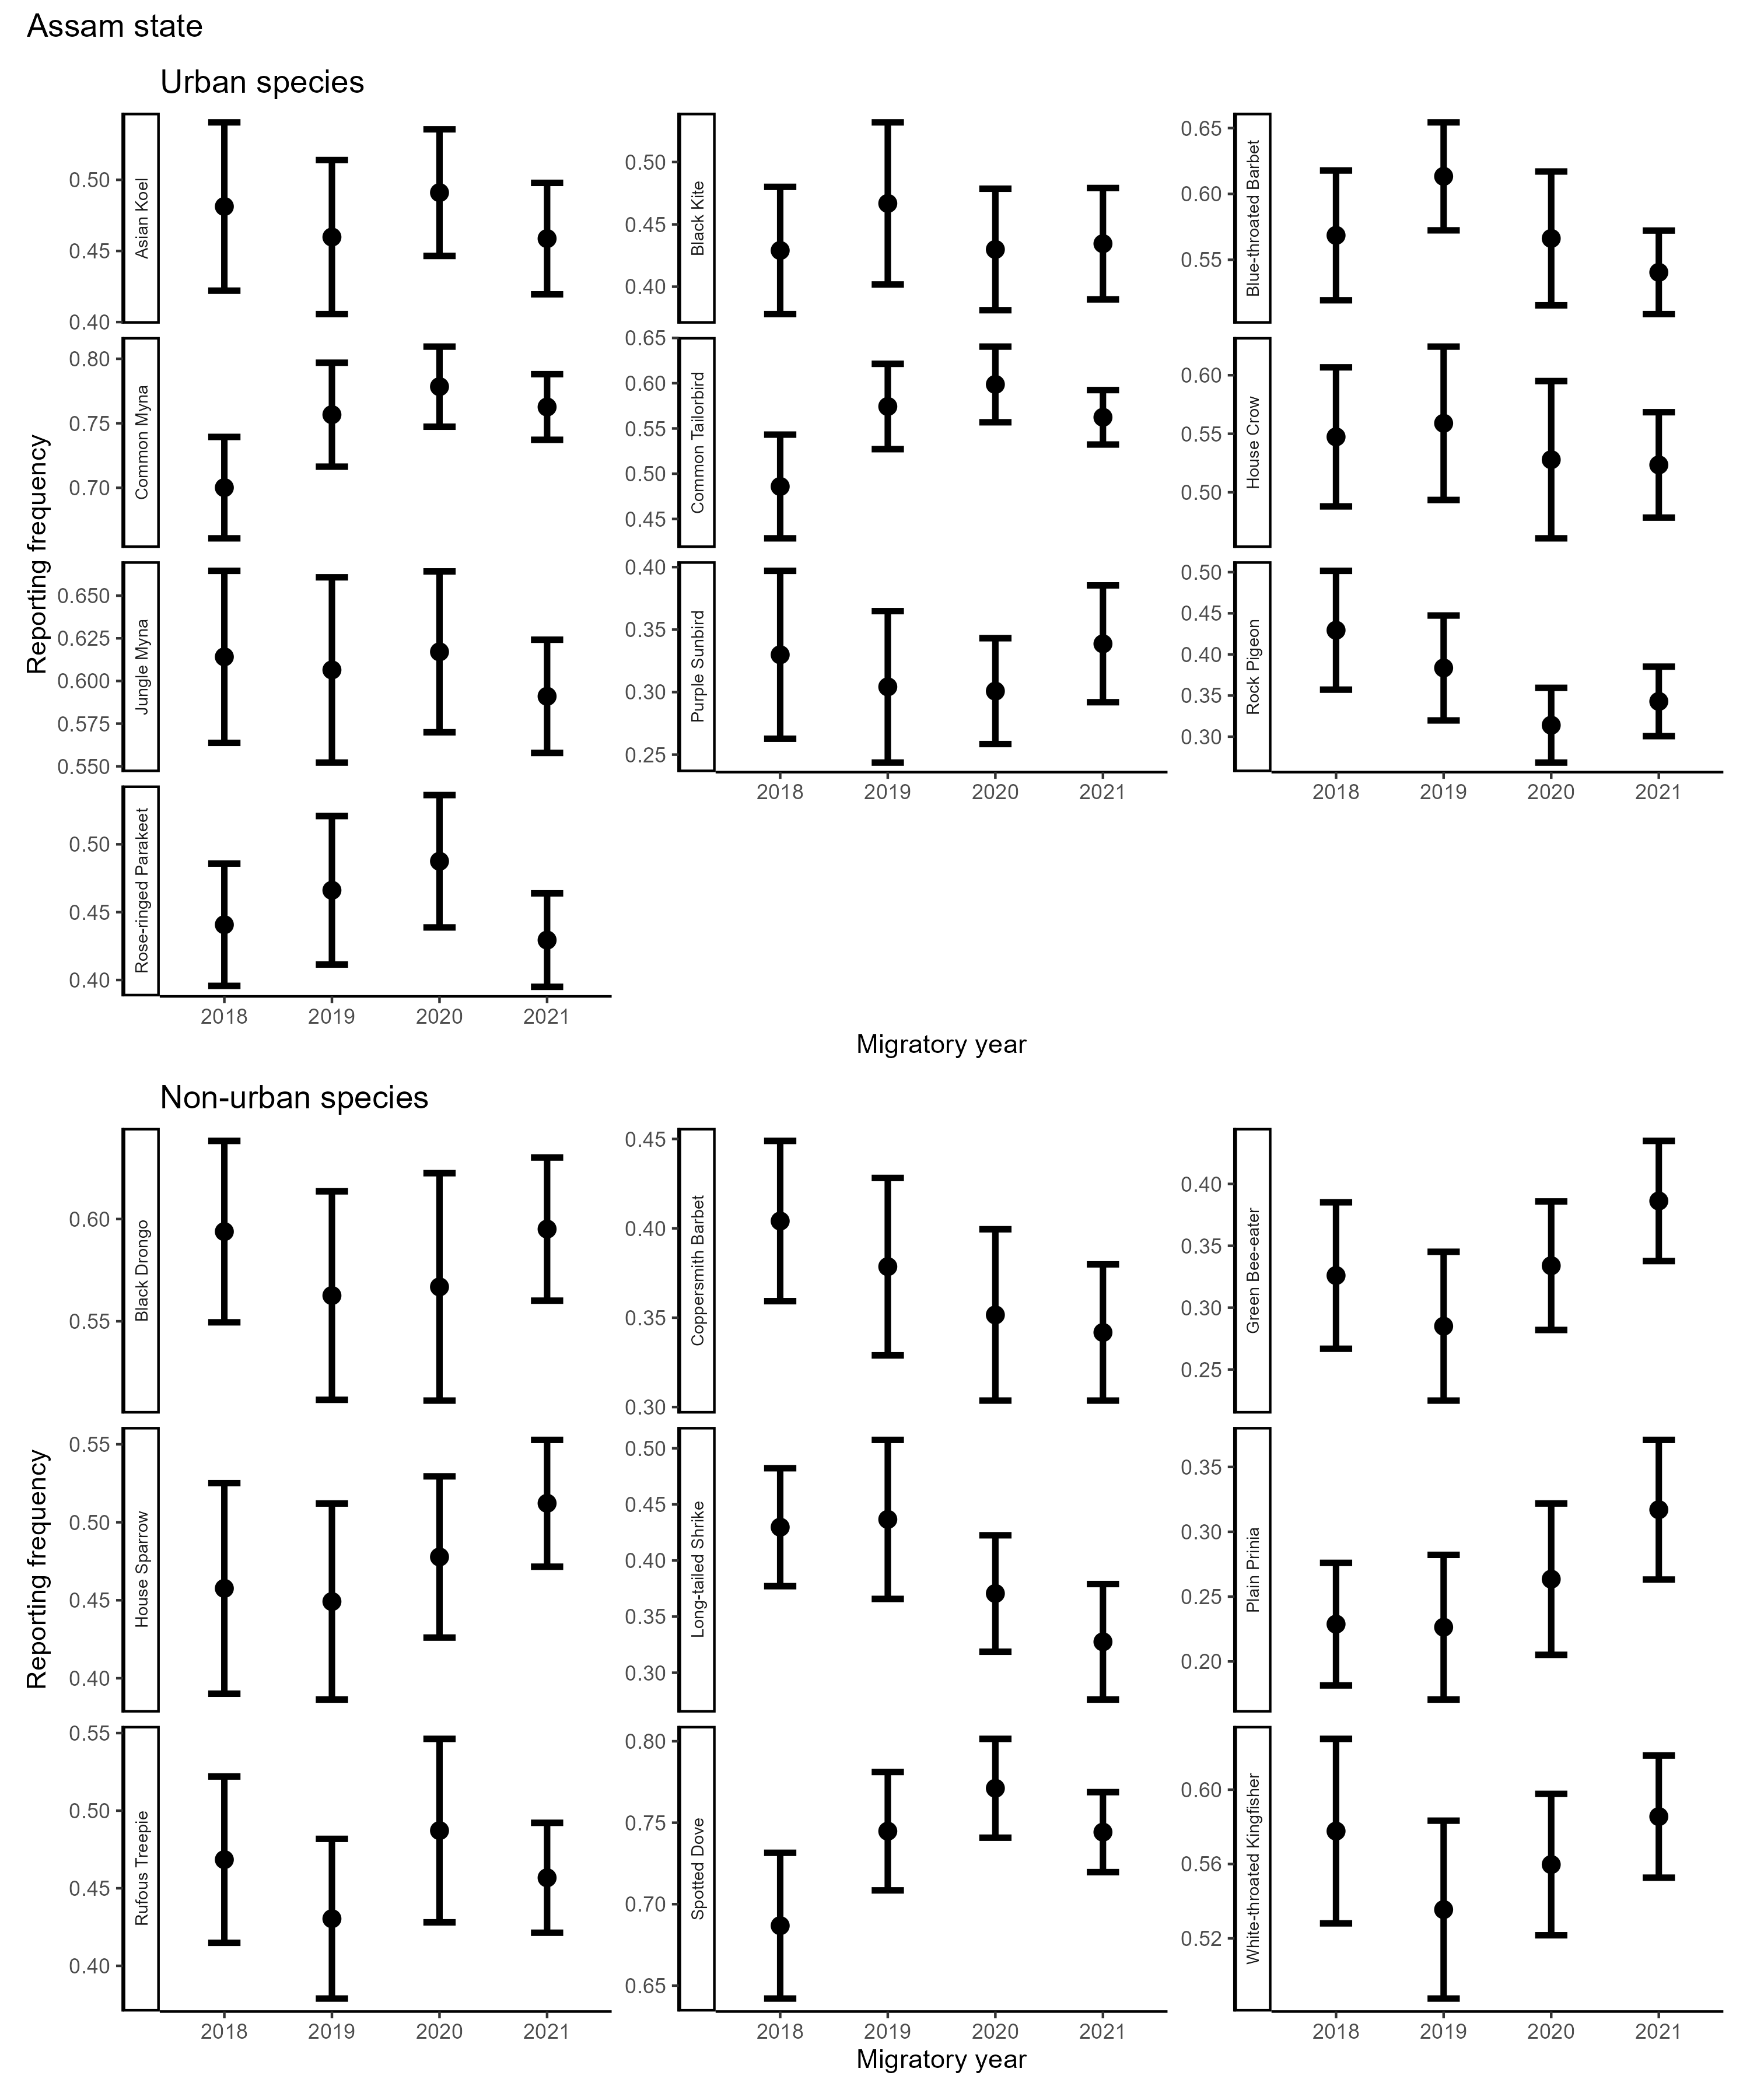 Assam state
Urban species
Reporting frequency
Asian Koel
0.50
0.45
0.40
Black Kite
0.50
0.45
0.40
Blue-throated Barbet
0.65
0.60
0.55
Common Myna
0.80
0.75
0.70
Common Tailorbird
0.65
0.60
0.55
0.50
0.45
House Crow
0.60
0.55
0.50
Jungle Myna
0.650
0.625
0.600
0.575
0.550
Purple Sunbird
0.40
0.35
0.30
0.25
2018 2019 2020 2021
Rock Pigeon
0.50
0.45
0.40
0.35
0.30
2018 2019 2020 2021
Rose-ringed Parakeet
0.50
0.45
0.40
2018 2019 2020 2021
Migratory year
Non-urban species
Reporting frequency
Black Drongo
0.60
0.55
Coppersmith Barbet
0.45
0.40
0.35
0.30
Green Bee-eater
0.40
0.35
0.30
0.25
House Sparrow
0.55
0.50
0.45
0.40
Long-tailed Shrike
0.50
0.45
0.40
0.35
0.30
Plain Prinia
0.35
0.30
0.25
0.20
Rufous Treepie
0.55
0.50
0.45
0.40
2018 2019 2020 2021
Spotted Dove
0.80
0.75
0.70
0.65
2018 2019 2020 2021
White-throated Kingfisher
0.60
0.56
0.52
2018 2019 2020 2021
Migratory year